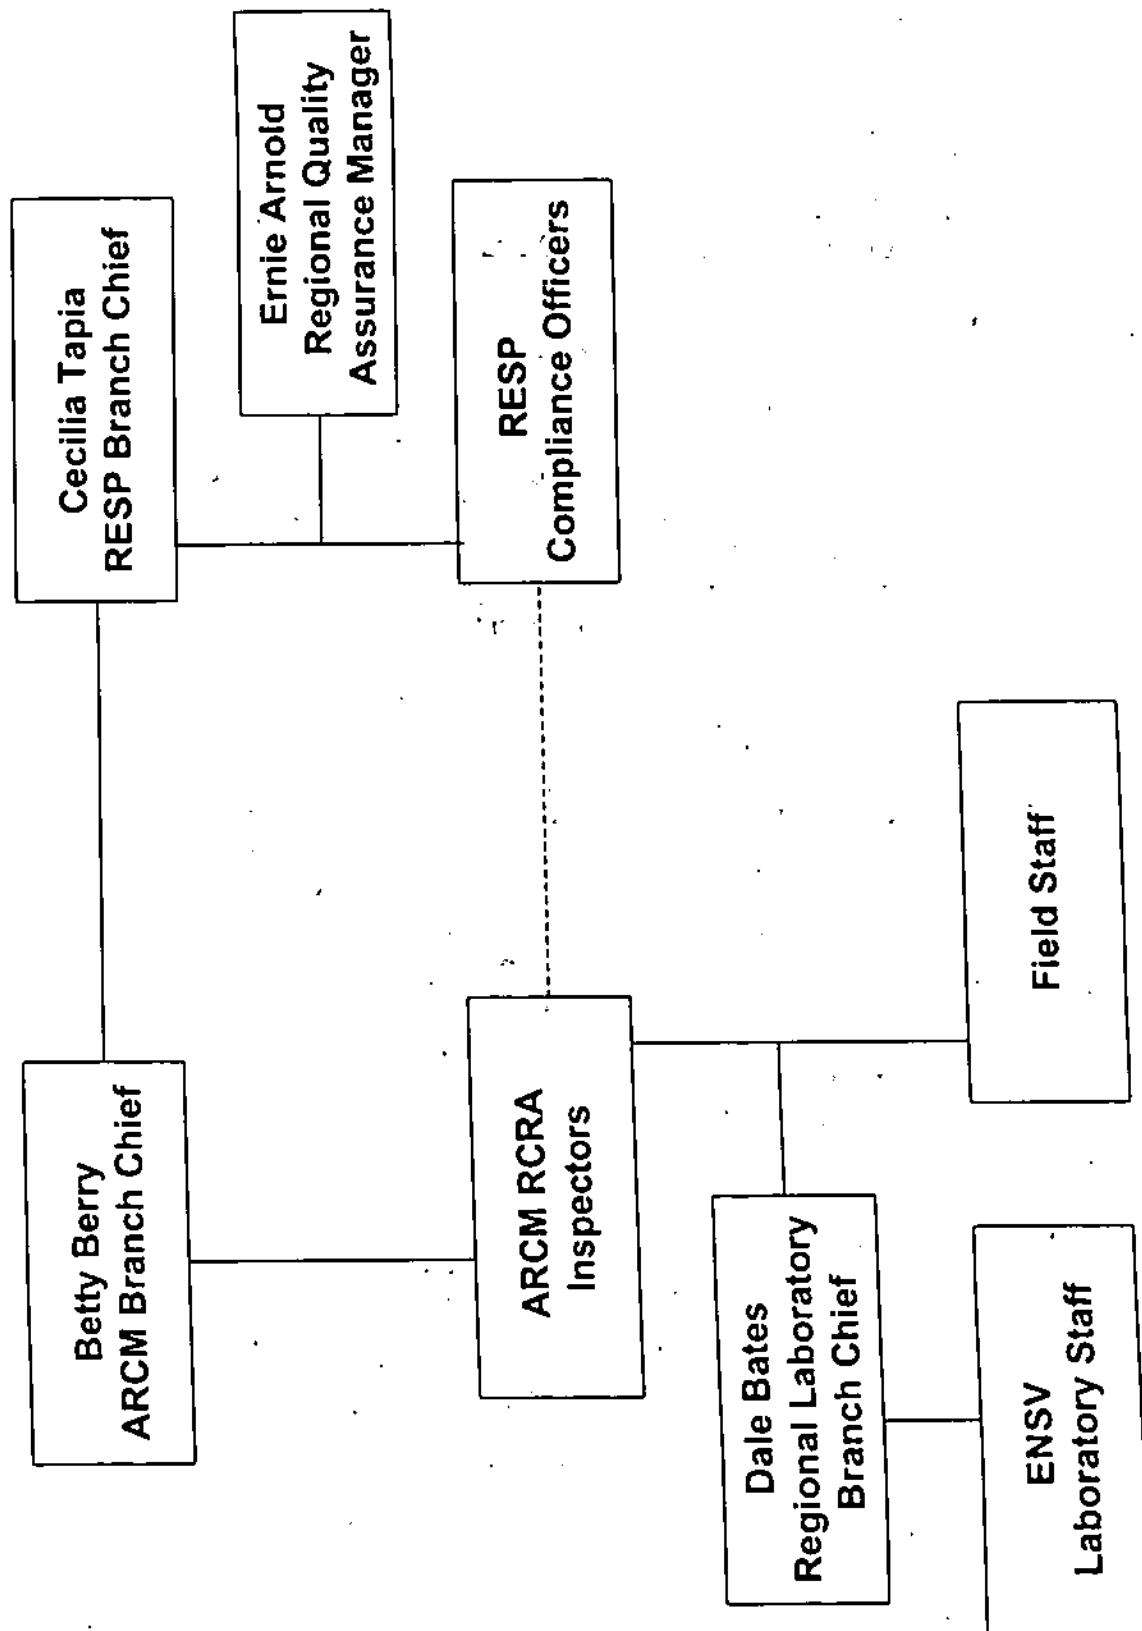 Betty Berry
ARCM Branch Chief
Cecilia Tapia
RESP Branch Chief
Ernie Arnold
Regional Quality
Assurance Manager
ARCM RCRA
Inspectors
RESP
Compliance Officers
Dale Bates
Regional Laboratory
Branch Chief
Field Staff
ENSV
Laboratory Staff